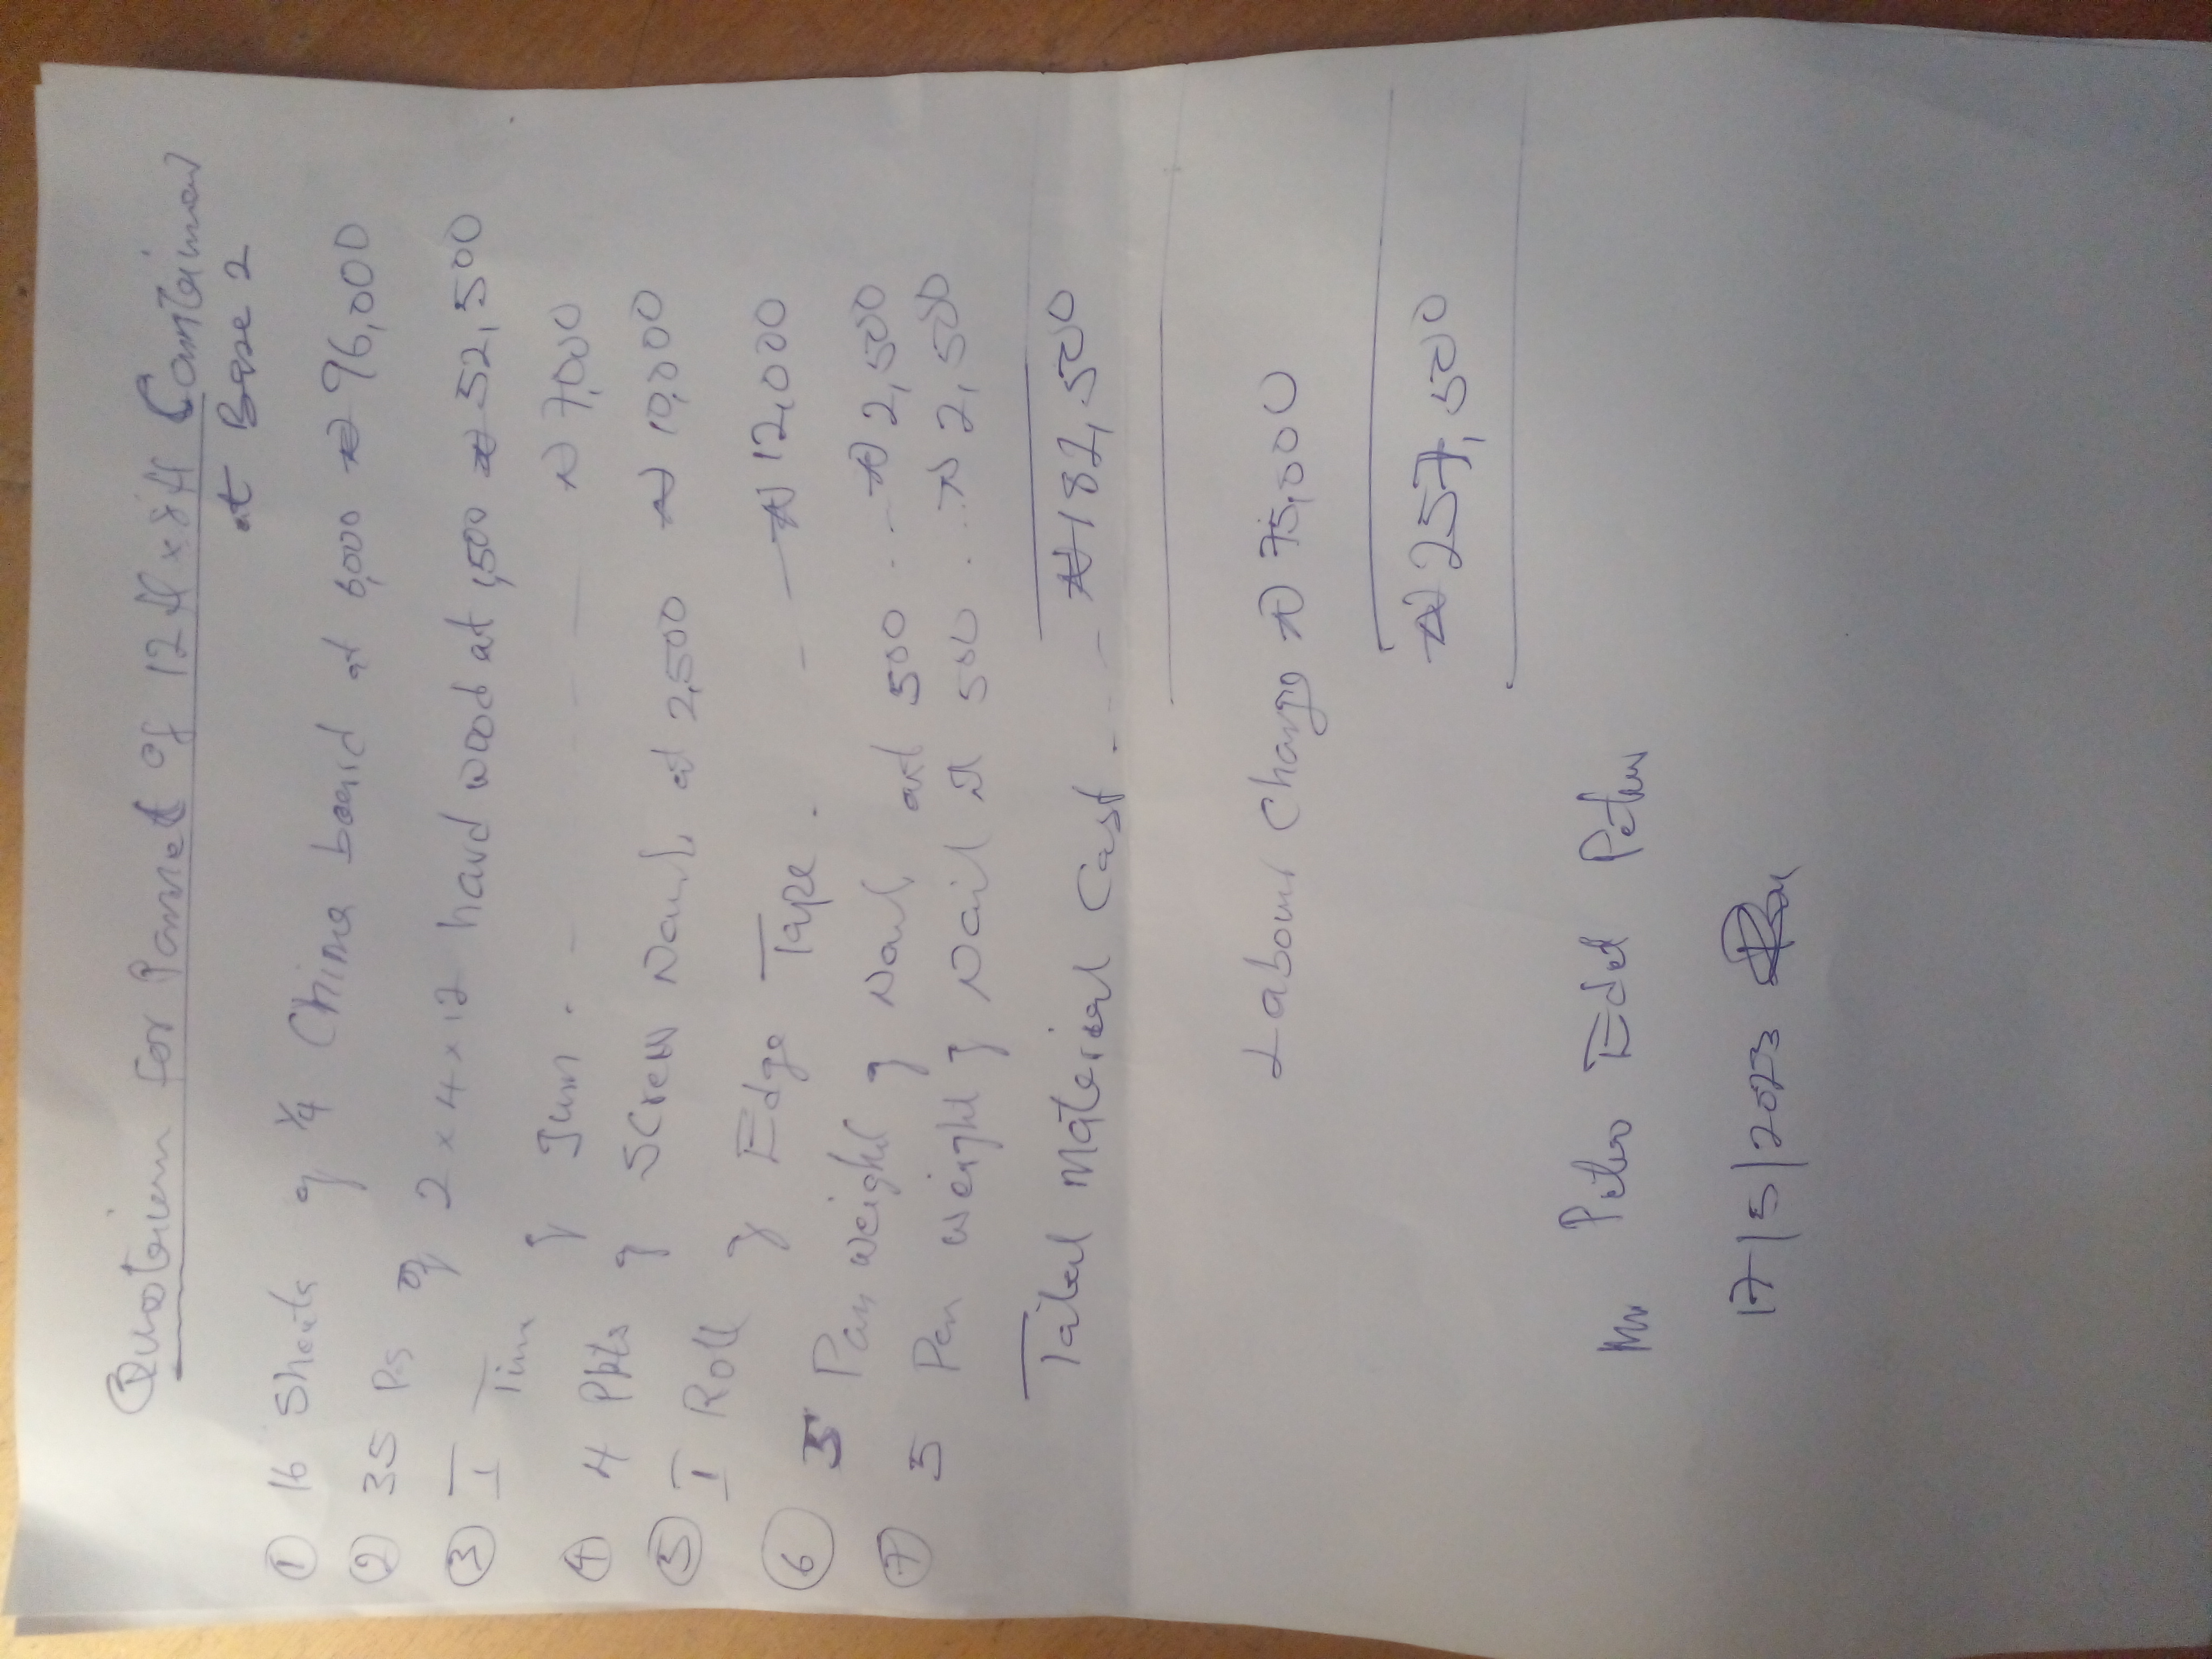 Quotation for Pannel of 12ft x 8ft Container
at Base 2
① 16 Sheets of 1/4 China board at 6,000 ₦ 96,000
② 35 Ps of 2 x 4 x 12 hard wood at 1,500 ₦ 52,500
③ I Tin of gum . - - - - ₦ 7,000
④ 4 Pkts of Screw Nails at 2,500 ₦ 10,000
⑤ I Roll of Edge Tape . - - ₦ 12,000
⑥ 5 Pan weight of Nail at 500 . . - ₦ 2,500
⑦ 5 Pan weight of Nail at 500 . . . ₦ 2,500
Total Material Cost . - - - ₦ 182,500
Labour Charge ₦ 75,000
₦ 257,500
Mr Peter Edet Peter
17/5/2023